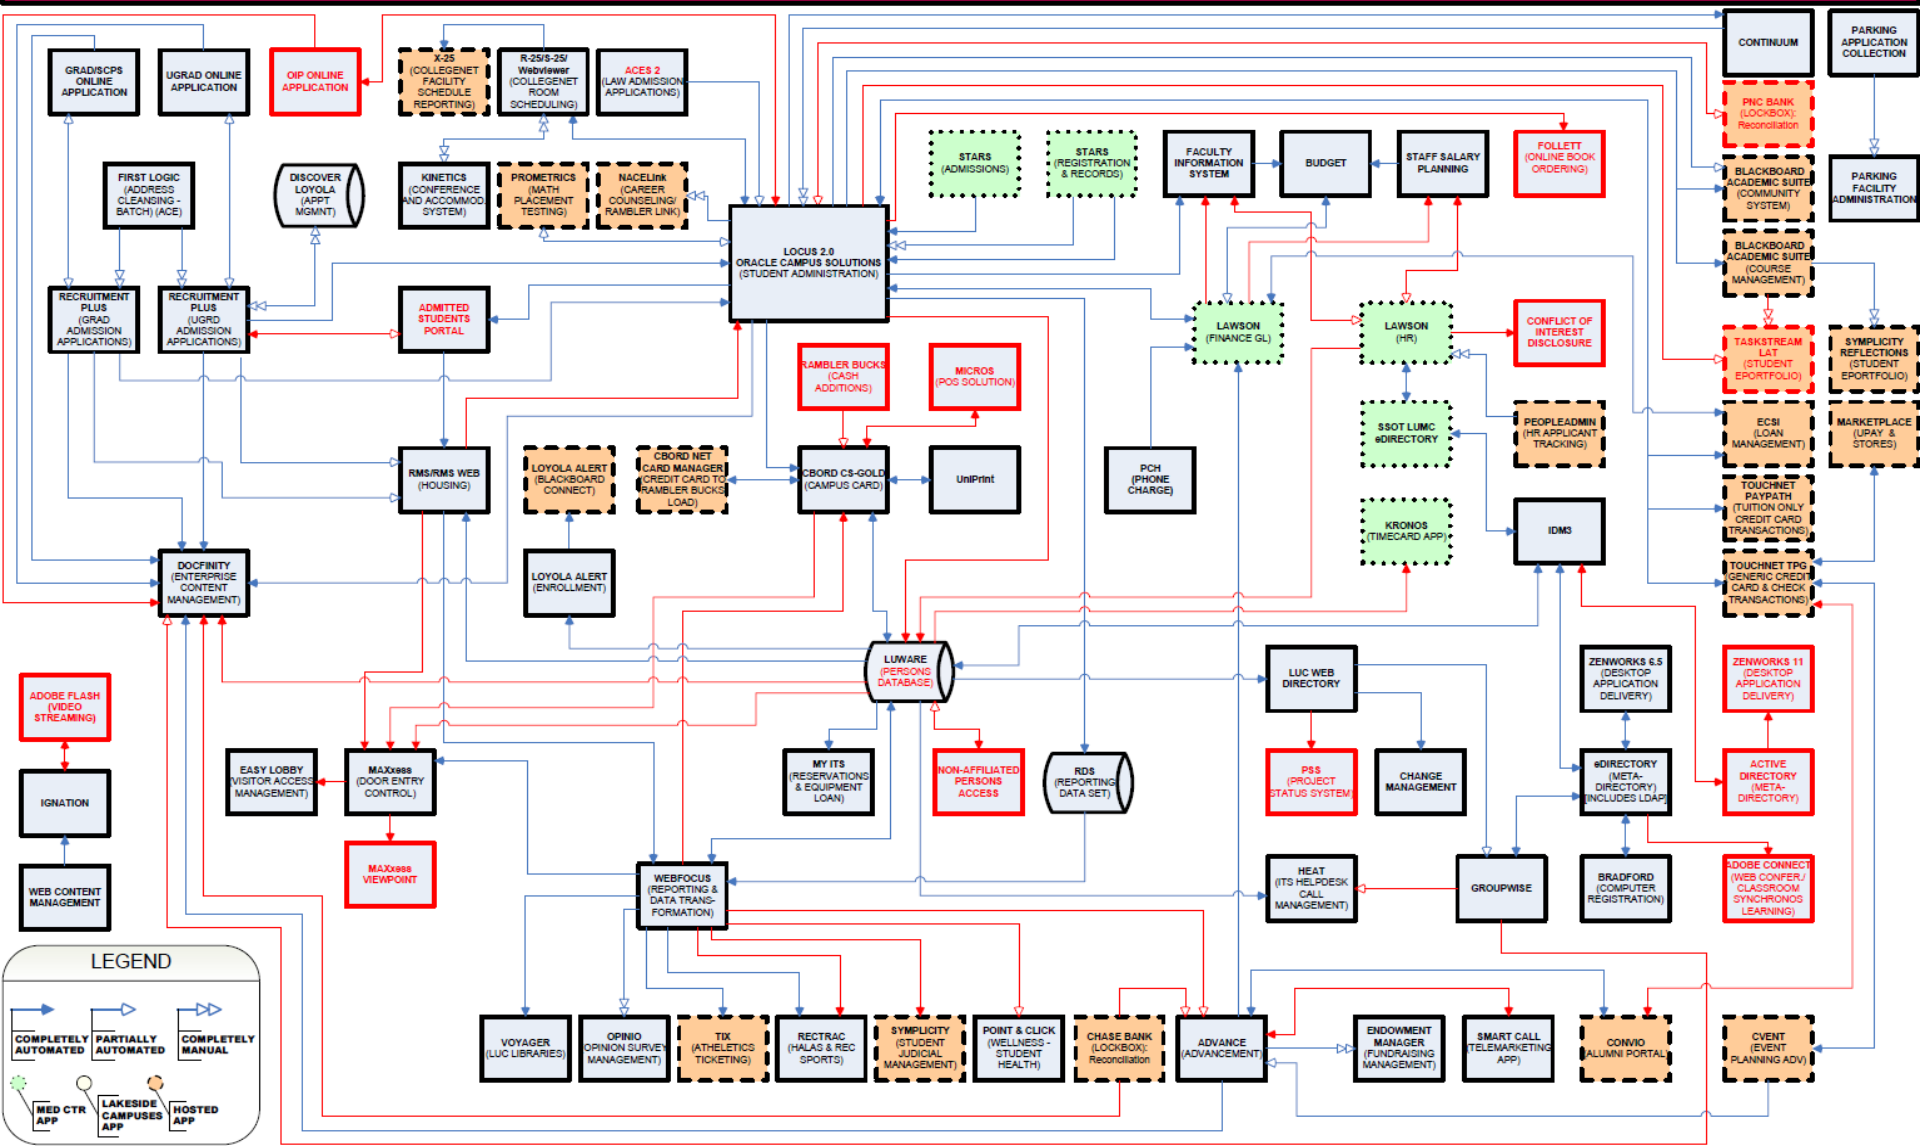 CONTINUUM
PARKING
APPLICATION
COLLECTION
GRAD/SCPS
ONLINE
APPLICATION
UGRAD ONLINE
APPLICATION
OIP ONLINE
APPLICATION
X-25
(COLLEGENET
FACILITY
SCHEDULE
REPORTING)
R-25/S-25/
Webviewer
(COLLEGENET
ROOM
SCHEDULING)
ACES 2
(LAW ADMISSION
APPLICATIONS)
PNC BANK
(LOCKBOX):
Reconciliation
FIRST LOGIC
(ADDRESS
CLEANSING -
BATCH) (ACE)
DISCOVER
LOYOLA
(APPT
MGMNT)
KINETICS
(CONFERENCE
AND ACCOMMOD.
SYSTEM)
PROMETRICS
(MATH
PLACEMENT
TESTING)
NACELink
(CAREER
COUNSELING/
RAMBLER LINK)
STARS
(ADMISSIONS)
STARS
(REGISTRATION
& RECORDS)
FACULTY
INFORMATION
SYSTEM
BUDGET
STAFF SALARY
PLANNING
FOLLETT
(ONLINE BOOK
ORDERING)
BLACKBOARD
ACADEMIC SUITE
(COMMUNITY
SYSTEM)
PARKING
FACILITY
ADMINISTRATION
LOCUS 2.0
ORACLE CAMPUS SOLUTIONS
(STUDENT ADMINISTRATION)
BLACKBOARD
ACADEMIC SUITE
(COURSE
MANAGEMENT)
RECRUITMENT
PLUS
(GRAD
ADMISSION
APPLICATIONS)
RECRUITMENT
PLUS
(UGRD
ADMISSION
APPLICATIONS)
ADMITTED
STUDENTS
PORTAL
LAWSON
(FINANCE GL)
LAWSON
(HR)
CONFLICT OF
INTEREST
DISCLOSURE
TASKSTREAM
LAT
(STUDENT
EPORTFOLIO)
SYMPLICITY
REFLECTIONS
(STUDENT
EPORTFOLIO)
RAMBLER BUCKS
(CASH
ADDITIONS)
MICROS
(POS SOLUTION)
SSOT LUMC
eDIRECTORY
PEOPLEADMIN
(HR APPLICANT
TRACKING)
ECSI
(LOAN
MANAGEMENT)
MARKETPLACE
(UPAY &
STORES)
RMS/RMS WEB
(HOUSING)
LOYOLA ALERT
(BLACKBOARD
CONNECT)
CBORD NET
CARD MANAGER
(CREDIT CARD TO
RAMBLER BUCKS
LOAD)
CBORD CS-GOLD
(CAMPUS CARD)
UniPrint
PCH
(PHONE
CHARGE)
KRONOS
(TIMECARD APP)
IDM3
TOUCHNET
PAYPATH
(TUITION ONLY
CREDIT CARD
TRANSACTIONS)
DOCFINITY
(ENTERPRISE
CONTENT
MANAGEMENT)
LOYOLA ALERT
(ENROLLMENT)
TOUCHNET TPG
(GENERIC CREDIT
CARD & CHECK
TRANSACTIONS)
LUWARE
(PERSONS
DATABASE)
LUC WEB
DIRECTORY
ZENWORKS 6.5
(DESKTOP
APPLICATION
DELIVERY)
ZENWORKS 11
(DESKTOP
APPLICATION
DELIVERY)
ADOBE FLASH
(VIDEO
STREAMING)
IGNATION
EASY LOBBY
(VISITOR ACCESS
MANAGEMENT)
MAXxess
(DOOR ENTRY
CONTROL)
MY ITS
(RESERVATIONS
& EQUIPMENT
LOAN)
NON-AFFILIATED
PERSONS
ACCESS
RDS
(REPORTING
DATA SET)
PSS
(PROJECT
STATUS SYSTEM)
CHANGE
MANAGEMENT
eDIRECTORY
(META-
DIRECTORY)
[INCLUDES LDAP]
ACTIVE
DIRECTORY
(META-
DIRECTORY)
WEB CONTENT
MANAGEMENT
MAXxess
VIEWPOINT
WEBFOCUS
(REPORTING &
DATA TRANS-
FORMATION)
HEAT
(ITS HELPDESK
CALL
MANAGEMENT)
GROUPWISE
BRADFORD
(COMPUTER
REGISTRATION)
ADOBE CONNECT
(WEB CONFER./
CLASSROOM
SYNCHRONOS
LEARNING)
LEGEND
COMPLETELY
AUTOMATED
PARTIALLY
AUTOMATED
COMPLETELY
MANUAL
MED CTR
APP
LAKESIDE
CAMPUSES
APP
HOSTED
APP
VOYAGER
(LUC LIBRARIES)
OPINIO
OPINION SURVEY
MANAGEMENT)
TIX
(ATHELETICS
TICKETING)
RECTRAC
(HALAS & REC
SPORTS)
SYMPLICITY
(STUDENT
JUDICIAL
MANAGEMENT)
POINT & CLICK
(WELLNESS -
STUDENT
HEALTH)
CHASE BANK
(LOCKBOX):
Reconciliation
ADVANCE
(ADVANCEMENT)
ENDOWMENT
MANAGER
(FUNDRAISING
MANAGEMENT)
SMART CALL
(TELEMARKETING
APP)
CONVIO
(ALUMNI PORTAL)
CVENT
(EVENT
PLANNING ADV)